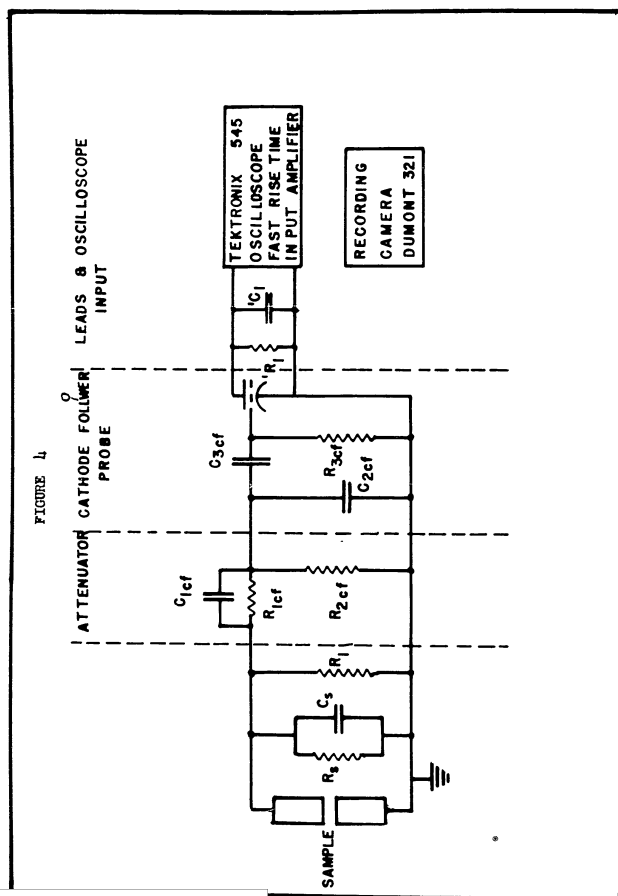 FIGURE 4
ATTENUATOR
CATHODE FOLLWER
o
PROBE
LEADS & OSCILLOSCOPE
INPUT
C1cf
R1cf
R2cf
C3cf
R3cf
C2cf
'R1
'C1
TEKTRONIX 545
OSCILLOSCOPE
FAST RISE TIME
INPUT AMPLIFIER
RECORDING
CAMERA
DUMONT 321
SAMPLE
Rs
Cs
R1